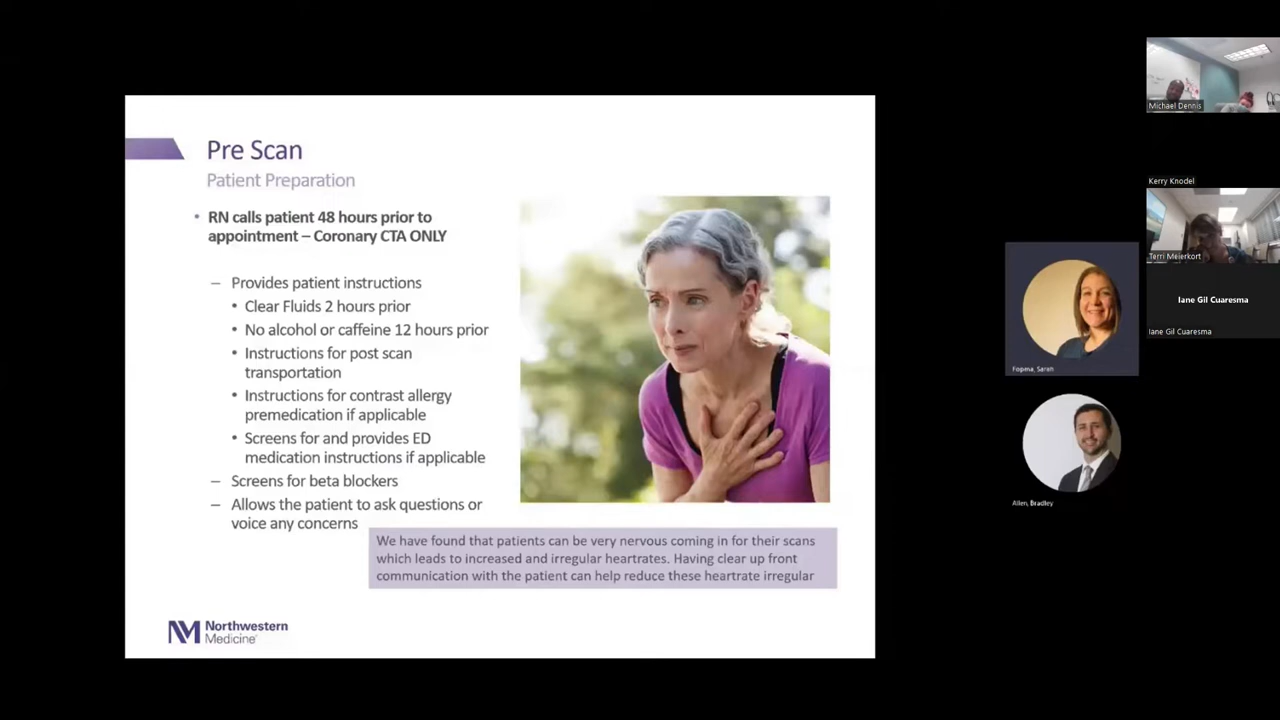 Pre Scan
Patient Preparation
• RN calls patient 48 hours prior to
appointment – Coronary CTA ONLY
– Provides patient instructions
• Clear Fluids 2 hours prior
• No alcohol or caffeine 12 hours prior
• Instructions for post scan
transportation
• Instructions for contrast allergy
premedication if applicable
• Screens for and provides ED
medication instructions if applicable
– Screens for beta blockers
– Allows the patient to ask questions or
voice any concerns
We have found that patients can be very nervous coming in for their scans
which leads to increased and irregular heartrates. Having clear up front
communication with the patient can help reduce these heartrate irregular
NM Northwestern
Medicine
Michael Dennis
Kerry Knodel
Terri Meierkort
Iane Gil Cuaresma
Iane Gil Cuaresma
Fopma, Sarah
Allen, Bradley